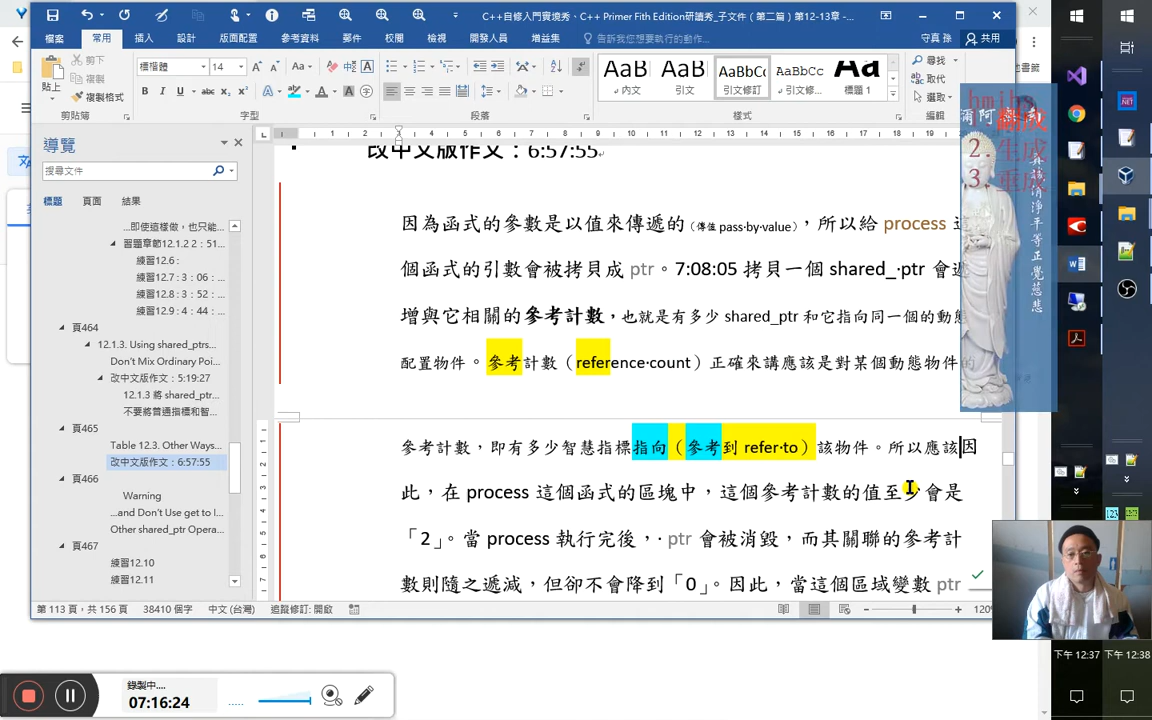 C++自修入門實境秀、C++ Primer Fith Edition研讀秀_子文件（第二篇）第12-13章 -...
檔案 常用 插入 設計 版面配置 參考資料 郵件 校閱 檢視 開發人員 增益集 告訴我您想要執行的動作... 守真 孫 共用
貼上 剪下 複製 複製格式 標楷體 14
內文 引文 引文修訂 引文修... 標題 1
尋找 取代 選取
剪貼簿 字型 段落 樣式 編輯
導覽
搜尋文件
標題 頁面 結果
...即使這樣做，也只能...
習題章節12.1.2 2：51...
練習12.6：
練習12.7：3：06：...
練習12.8：3：52：...
練習12.9：4：44：...
頁464
12.1.3. Using shared_ptrs...
Don't Mix Ordinary Poi...
改中文版作文：5:19:27
12.1.3 將 shared_ptr...
不要將普通指標和智...
頁465
Table 12.3. Other Ways...
改中文版作文：6:57:55
頁466
Warning
...and Don't Use get to I...
Other shared_ptr Opera...
頁467
練習12.10
練習12.11
改中文版作文：6:57:55
因為函式的參數是以值來傳遞的（傳值 pass·by·value），所以給 process 這
個函式的引數會被拷貝成 ptr。7:08:05 拷貝一個 shared_·ptr 會遞
增與它相關的參考計數，也就是有多少 shared_ptr 和它指向同一個的動態
配置物件。參考計數（reference·count）正確來講應該是對某個動態物件的
參考計數，即有多少智慧指標指向（參考到 refer·to）該物件。所以應該因
此，在 process 這個函式的區塊中，這個參考計數的值至少會是
「2」。當 process 執行完後，· ptr 會被消毀，而其關聯的參考計
數則隨之遞減，但卻不會降到「0」。因此，當這個區域變數 ptr
第 113 頁，共 156 頁 38410 個字 中文 (台灣) 追蹤修訂: 開啟 120%
hmihs
1.翻成
2.生成
3.重成
清淨平等正覺慈悲
錄製中....
07:16:24
下午 12:37 下午 12:38